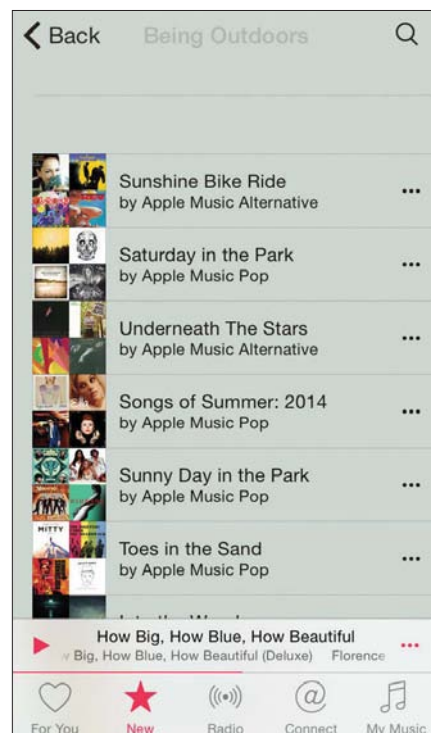 Back Being Outdoors
Sunshine Bike Ride
by Apple Music Alternative
Saturday in the Park
by Apple Music Pop
Underneath The Stars
by Apple Music Alternative
Songs of Summer: 2014
by Apple Music Pop
Sunny Day in the Park
by Apple Music Pop
Toes in the Sand
by Apple Music Pop
MITTY
How Big, How Blue, How Beautiful
Big, How Blue, How Beautiful (Deluxe) Florence
For You New Radio Connect My Music